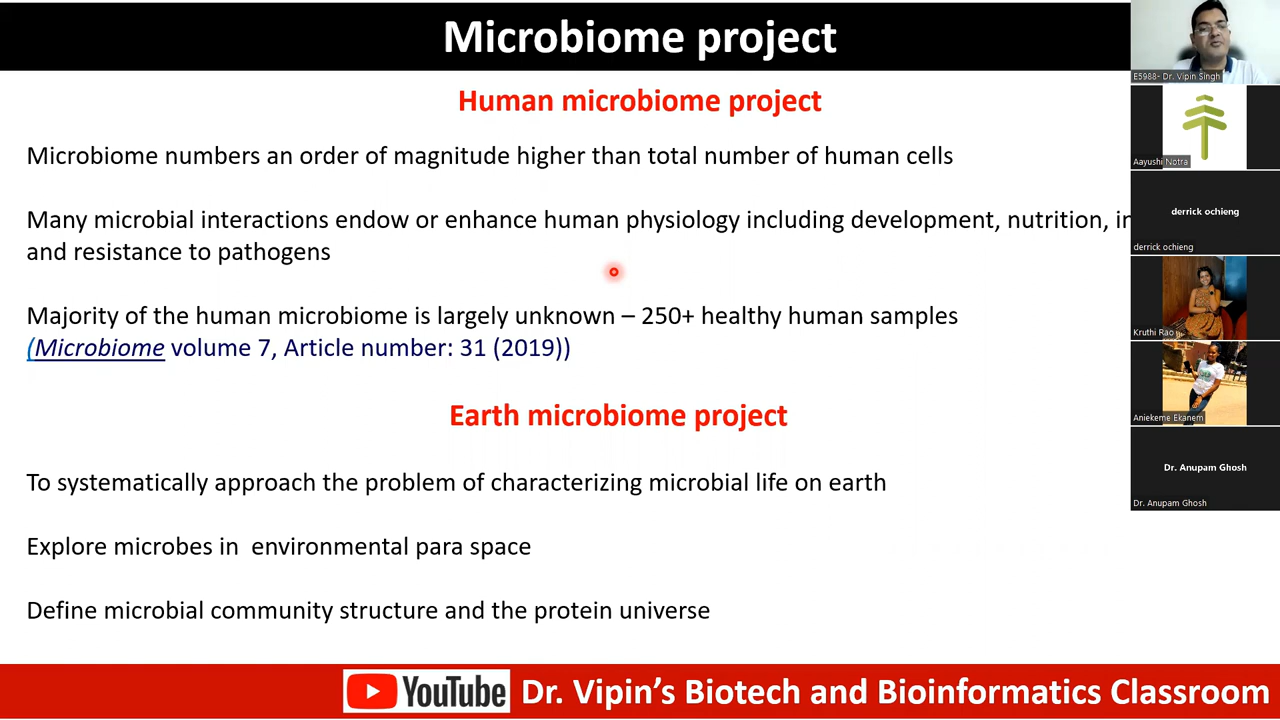 Microbiome project
Human microbiome project
Microbiome numbers an order of magnitude higher than total number of human cells
Many microbial interactions endow or enhance human physiology including development, nutrition,
and resistance to pathogens
Majority of the human microbiome is largely unknown – 250+ healthy human samples
(Microbiome volume 7, Article number: 31 (2019))
Earth microbiome project
To systematically approach the problem of characterizing microbial life on earth
Explore microbes in environmental para space
Define microbial community structure and the protein universe
YouTube Dr. Vipin's Biotech and Bioinformatics Classroom
E5988- Dr. Vipin Singh
Aayushi Notra
derrick ochieng
derrick ochieng
Kruthi Rao
Aniekeme Ekanem
Dr. Anupam Ghosh
Dr. Anupam Ghosh